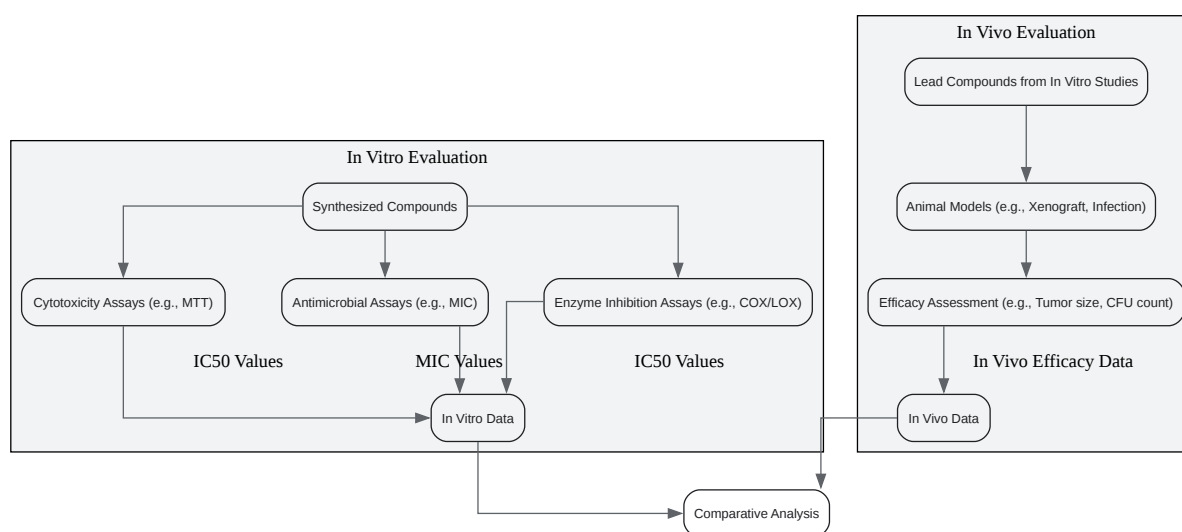 In Vivo Evaluation
Lead Compounds from In Vitro Studies
In Vitro Evaluation
Synthesized Compounds
Animal Models (e.g., Xenograft, Infection)
Cytotoxicity Assays (e.g., MTT)
Antimicrobial Assays (e.g., MIC)
Enzyme Inhibition Assays (e.g., COX/LOX)
Efficacy Assessment (e.g., Tumor size, CFU count)
IC50 Values
MIC Values
IC50 Values
In Vivo Efficacy Data
In Vitro Data
In Vivo Data
Comparative Analysis